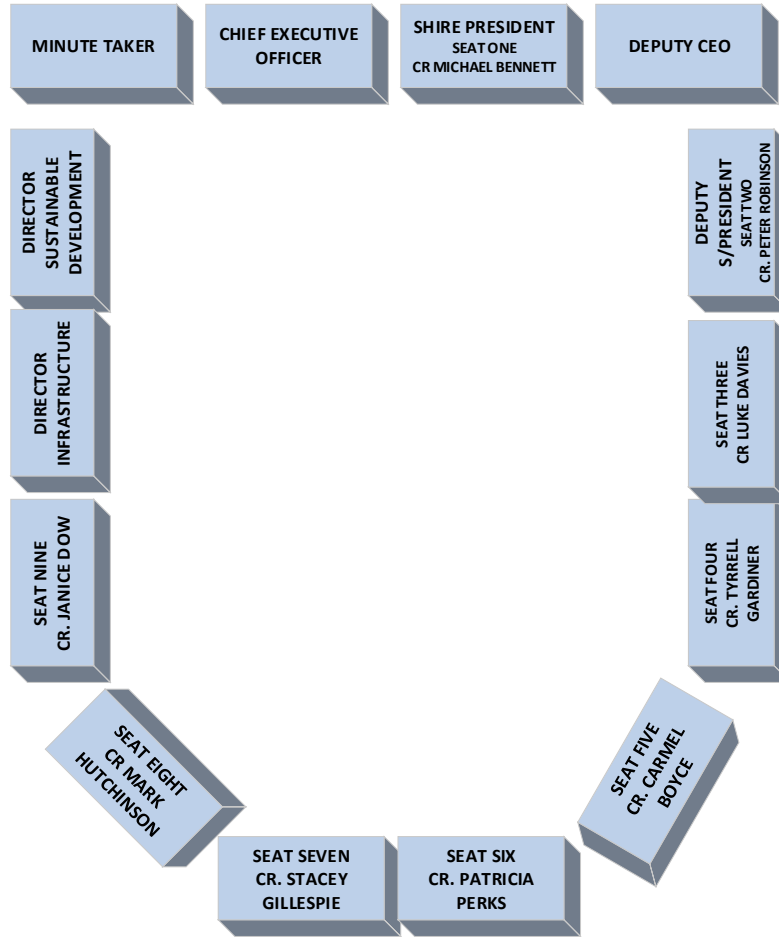 MINUTE TAKER
CHIEF EXECUTIVE
OFFICER
SHIRE PRESIDENT
SEAT ONE
CR MICHAEL BENNETT
DEPUTY CEO
DIRECTOR
SUSTAINABLE
DEVELOPMENT
DEPUTY
S/PRESIDENT
SEAT TWO
CR. PETER ROBINSON
DIRECTOR
INFRASTRUCTURE
SEAT THREE
CR LUKE DAVIES
SEAT NINE
CR. JANICE DOW
SEAT FOUR
CR. TYRRELL
GARDINER
SEAT EIGHT
CR MARK
HUTCHINSON
SEAT FIVE
CR. CARMEL
BOYCE
SEAT SEVEN
CR. STACEY
GILLESPIE
SEAT SIX
CR. PATRICIA
PERKS